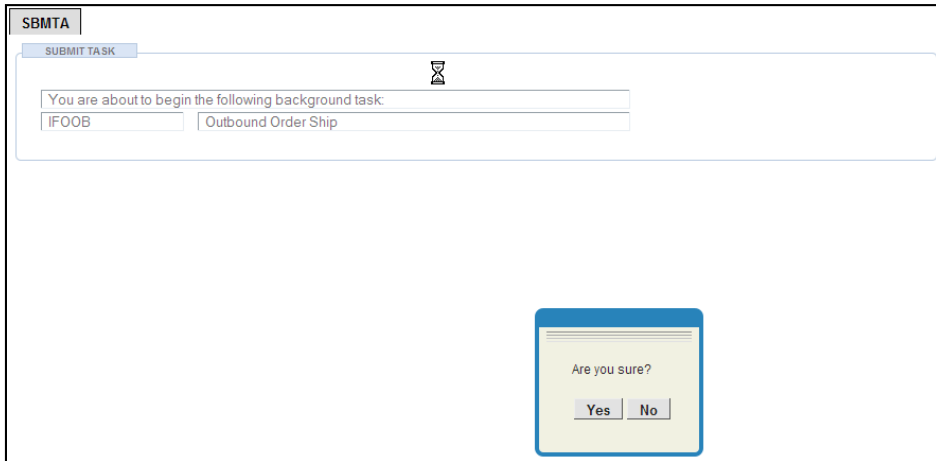 SBMTA
SUBMIT TASK
You are about to begin the following background task:
IFOOB Outbound Order Ship
Are you sure?
Yes No